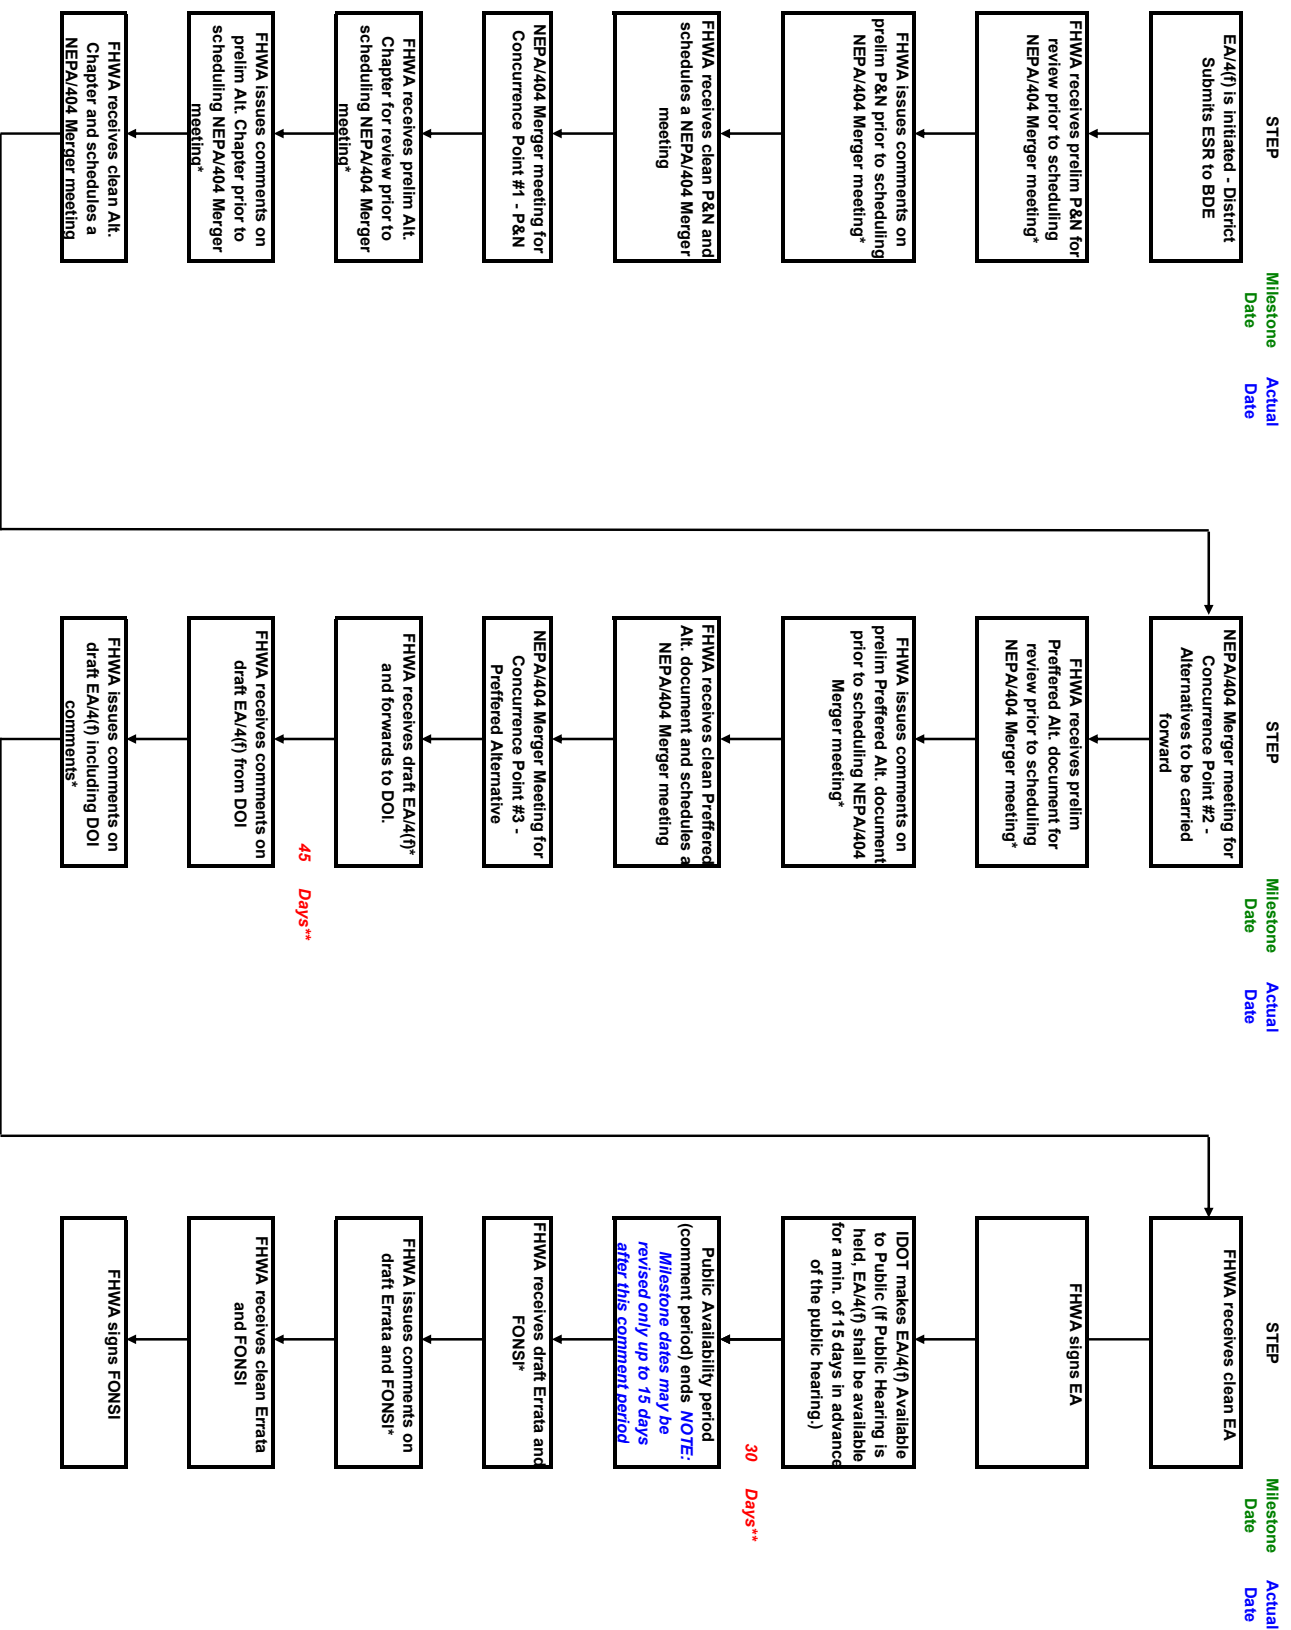 STEP
Milestone
Date
Actual
Date
EA/4(f) is initiated - District
Submits ESR to BDE
FHWA receives prelim P&N for
review prior to scheduling
NEPA/404 Merger meeting*
FHWA issues comments on
prelim P&N prior to scheduling
NEPA/404 Merger meeting*
FHWA receives clean P&N and
schedules a NEPA/404 Merger
meeting
NEPA/404 Merger meeting for
Concurrence Point #1 - P&N
FHWA receives prelim Alt.
Chapter for review prior to
scheduling NEPA/404 Merger
meeting*
FHWA issues comments on
prelim Alt. Chapter prior to
scheduling NEPA/404 Merger
meeting*
FHWA receives clean Alt.
Chapter and schedules a
NEPA/404 Merger meeting
STEP
Milestone
Date
Actual
Date
NEPA/404 Merger meeting for
Concurrence Point #2 -
Alternatives to be carried
forward
FHWA receives prelim
Preffered Alt. document for
review prior to scheduling
NEPA/404 Merger meeting*
FHWA issues comments on
prelim Preffered Alt. document
prior to scheduling NEPA/404
Merger meeting*
FHWA receives clean Preffered
Alt. document and schedules a
NEPA/404 Merger meeting
NEPA/404 Merger Meeting for
Concurrence Point #3 -
Preffered Alternative
FHWA receives draft EA/4(f)*
and forwards to DOI.
45 Days**
FHWA receives comments on
draft EA/4(f) from DOI
FHWA issues comments on
draft EA/4(f) including DOI
comments*
STEP
Milestone
Date
Actual
Date
FHWA receives clean EA
FHWA signs EA
IDOT makes EA/4(f) Available
to Public (If Public Hearing is
held, EA/4(f) shall be available
for a min. of 15 days in advance
of the public hearing.)
30 Days**
Public Availability period
(comment period) ends NOTE:
Milestone dates may be
revised only up to 15 days
after this comment period
FHWA receives draft Errata and
FONSI*
FHWA issues comments on
draft Errata and FONSI*
FHWA receives clean Errata
and FONSI
FHWA signs FONSI